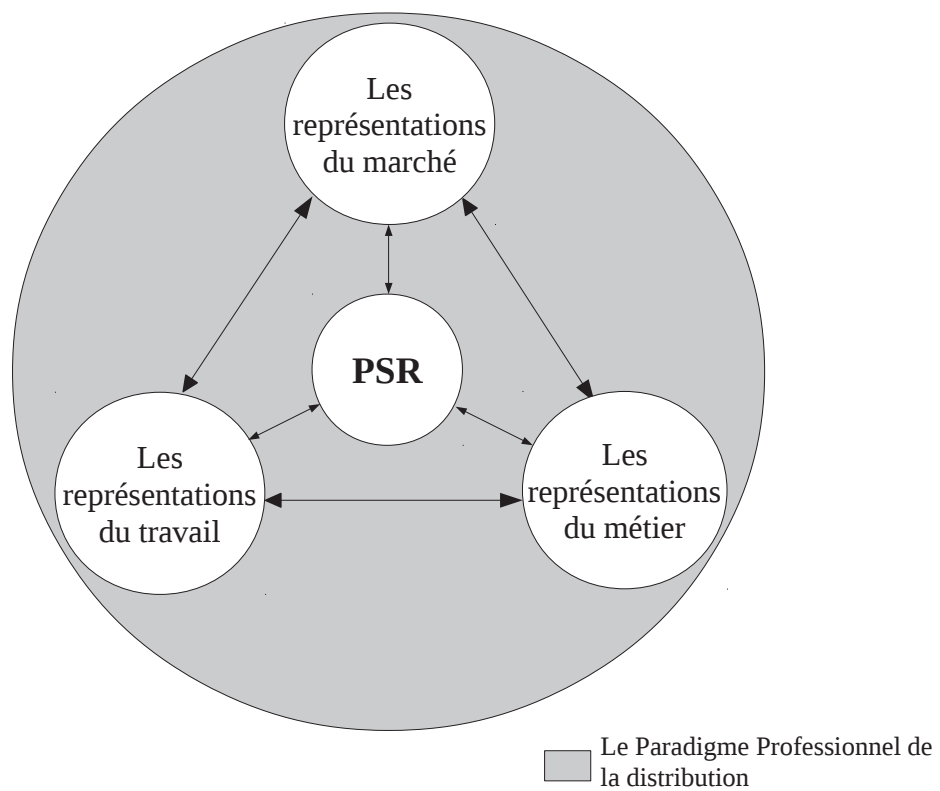 Les
représentations
du marché
PSR
Les
représentations
du travail
Les
représentations
du métier
Le Paradigme Professionnel de
la distribution